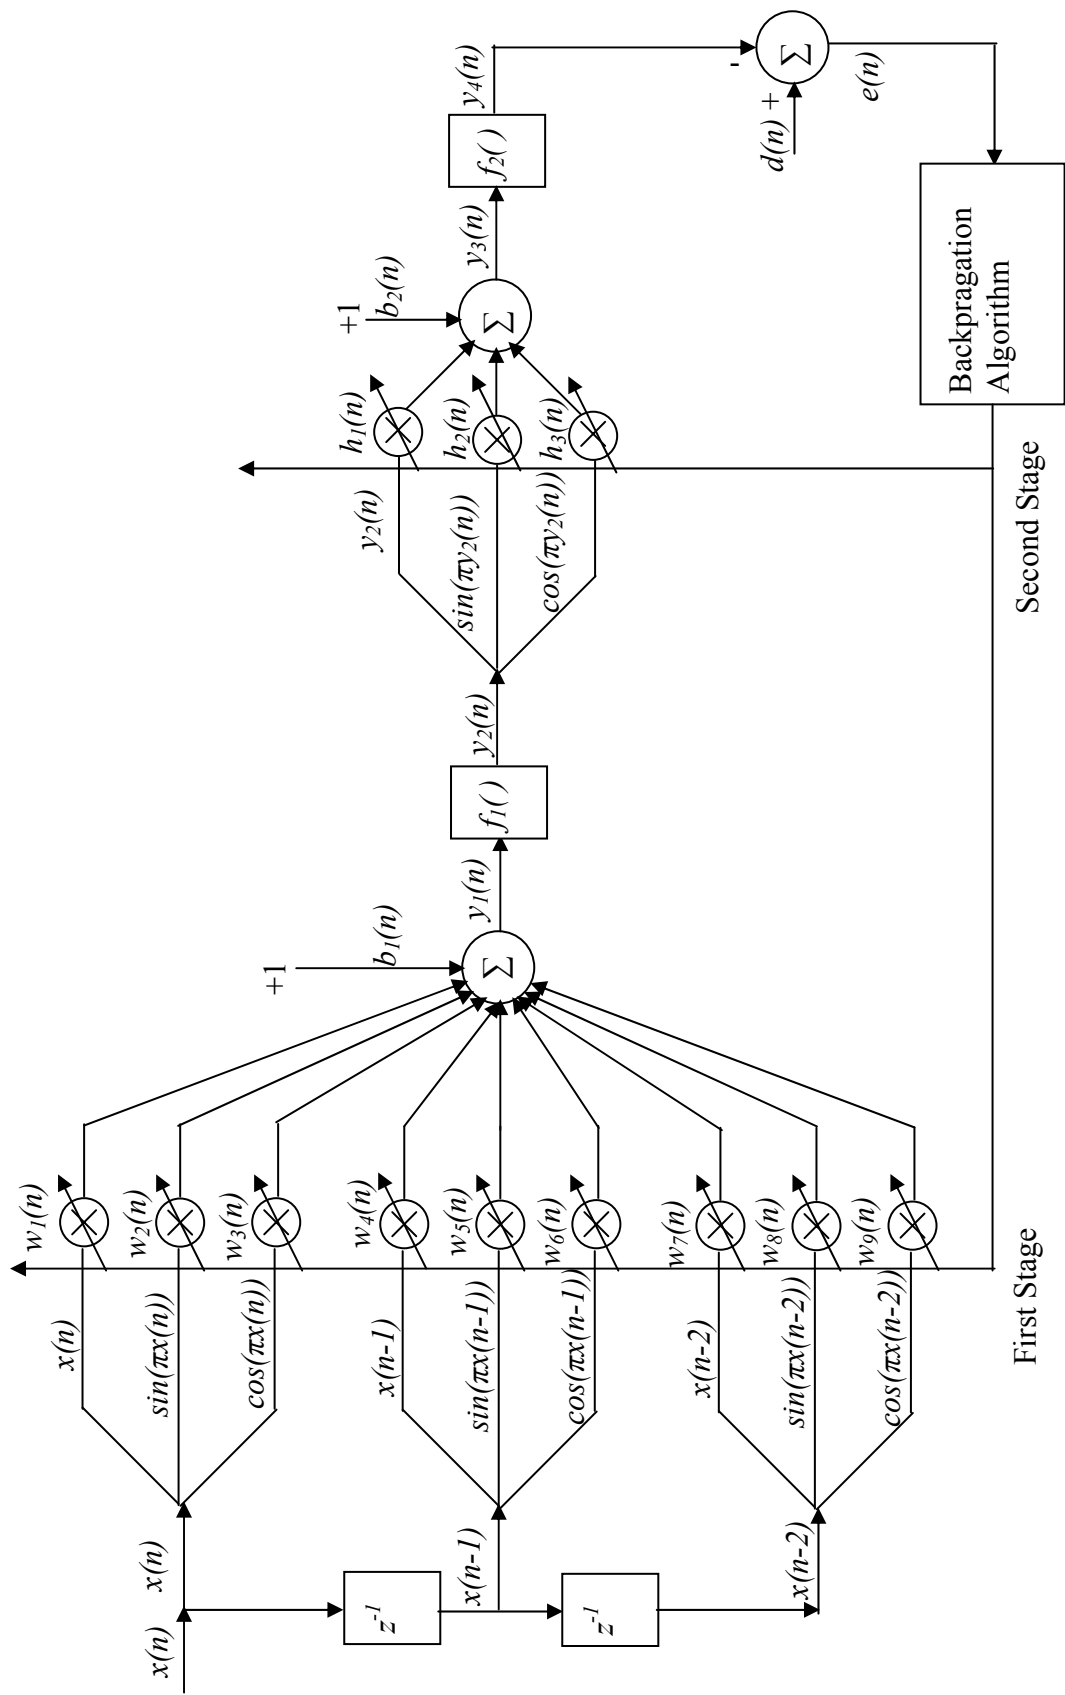 x(n)
x(n)
z-1
x(n-1)
z-1
x(n-2)
x(n)
sin(πx(n))
cos(πx(n))
x(n-1)
sin(πx(n-1))
cos(πx(n-1))
x(n-2)
sin(πx(n-2))
cos(πx(n-2))
w1(n)
w2(n)
w3(n)
w4(n)
w5(n)
w6(n)
w7(n)
w8(n)
w9(n)
First Stage
+1
b1(n)
Σ
y1(n)
f1( )
y2(n)
y2(n)
sin(πy2(n))
cos(πy2(n))
h1(n)
h2(n)
h3(n)
Second Stage
+1
b2(n)
Σ
y3(n)
f2( )
y4(n)
-
d(n) +
Σ
e(n)
Backpragation
Algorithm